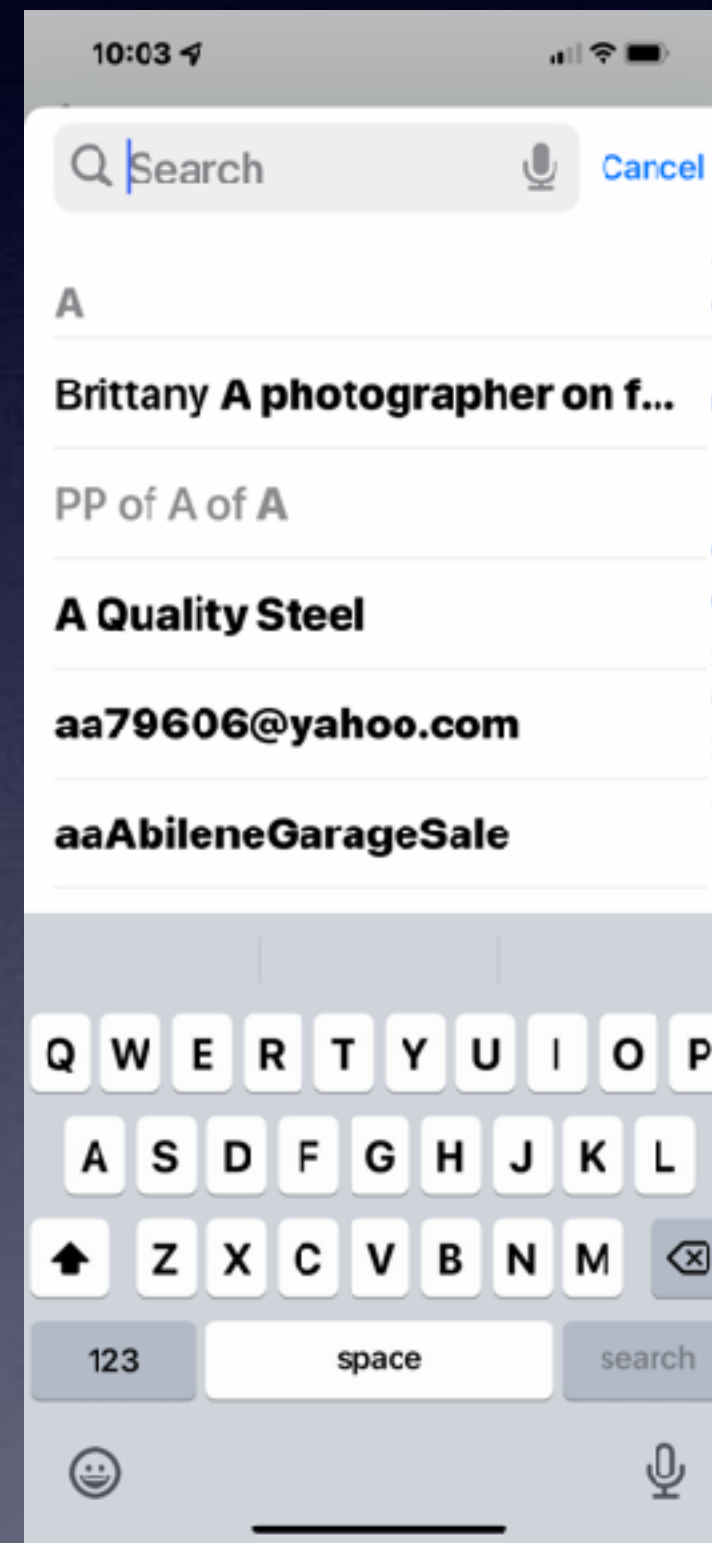 10:03
Search
Cancel
A
Brittany A photographer on f...
PP of A of A
A Quality Steel
aa79606@yahoo.com
aaAbileneGarageSale
Q W E R T Y U I O P
A S D F G H J K L
Z X C V B N M
123 space search